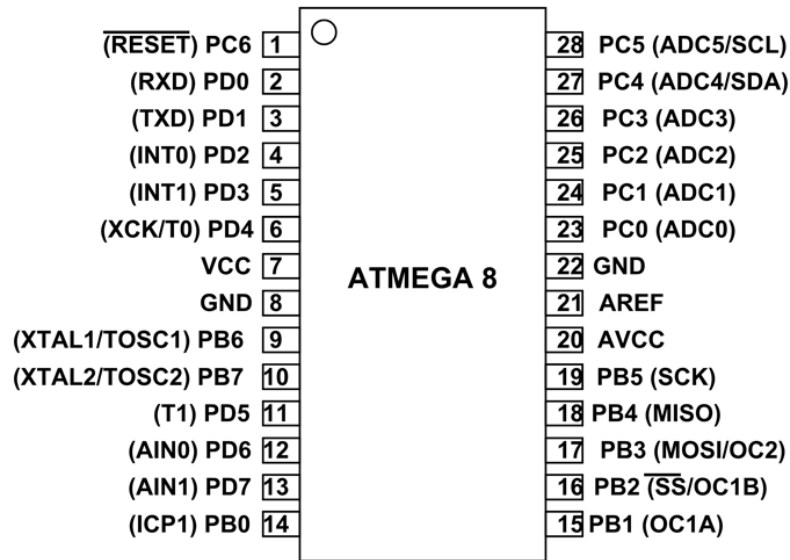 (RESET) PC6 1
(RXD) PD0 2
(TXD) PD1 3
(INT0) PD2 4
(INT1) PD3 5
(XCK/T0) PD4 6
VCC 7
GND 8
(XTAL1/TOSC1) PB6 9
(XTAL2/TOSC2) PB7 10
(T1) PD5 11
(AIN0) PD6 12
(AIN1) PD7 13
(ICP1) PB0 14
ATMEGA 8
28 PC5 (ADC5/SCL)
27 PC4 (ADC4/SDA)
26 PC3 (ADC3)
25 PC2 (ADC2)
24 PC1 (ADC1)
23 PC0 (ADC0)
22 GND
21 AREF
20 AVCC
19 PB5 (SCK)
18 PB4 (MISO)
17 PB3 (MOSI/OC2)
16 PB2 (SS/OC1B)
15 PB1 (OC1A)